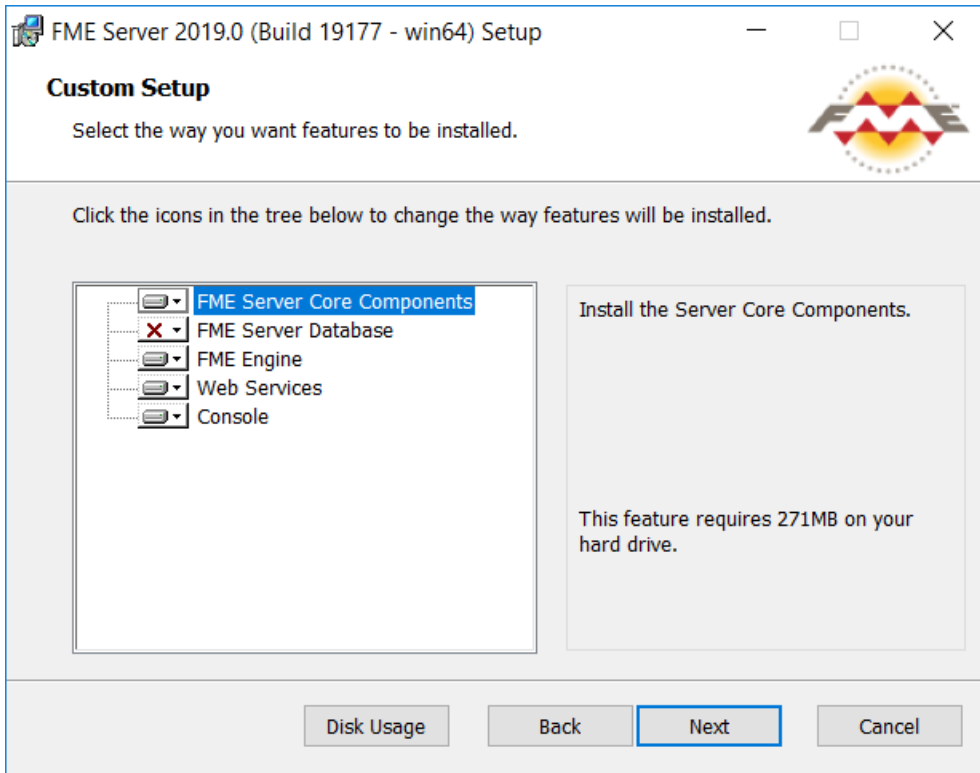 FME Server 2019.0 (Build 19177 - win64) Setup
Custom Setup
Select the way you want features to be installed.
FME
Click the icons in the tree below to change the way features will be installed.
FME Server Core Components
FME Server Database
FME Engine
Web Services
Console
Install the Server Core Components.
This feature requires 271MB on your
hard drive.
Disk Usage
Back
Next
Cancel